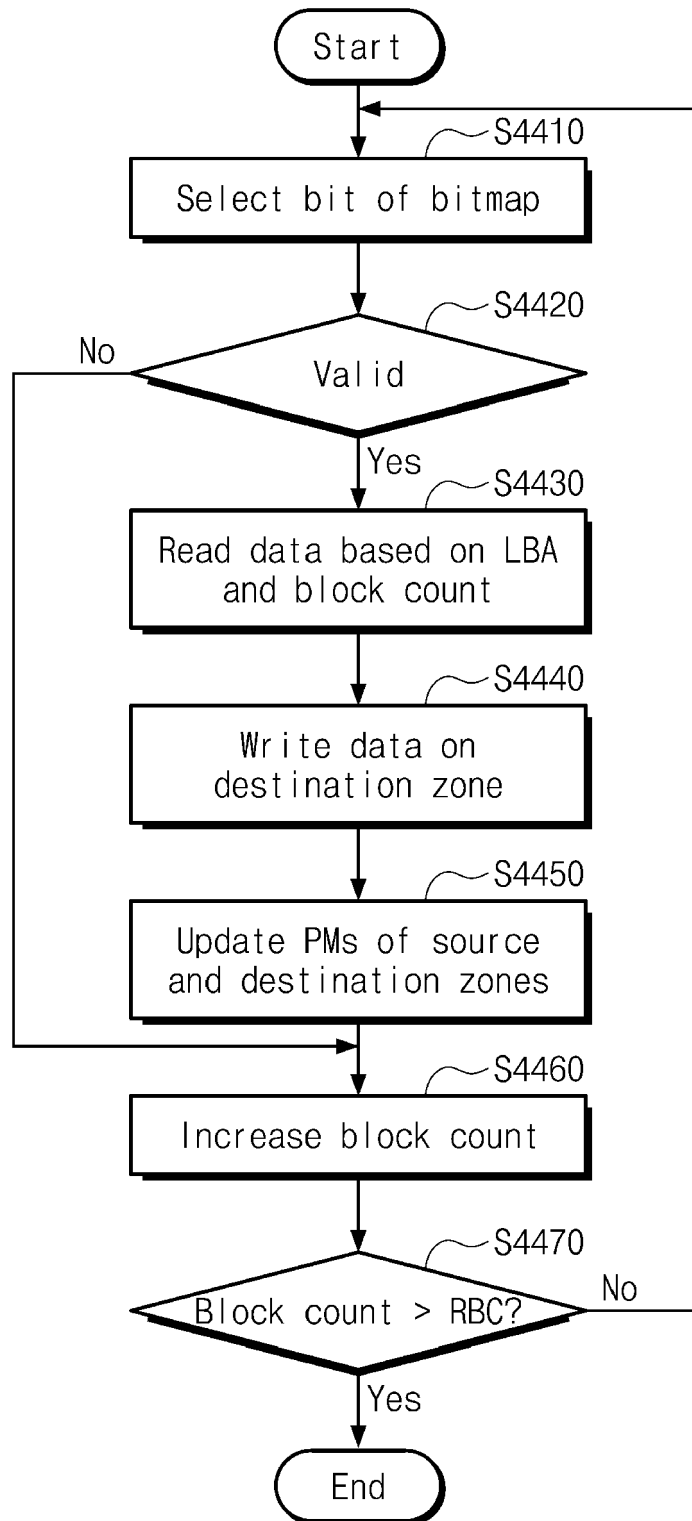 Start
S4410
Select bit of bitmap
S4420
No
Valid
Yes
S4430
Read data based on LBA
and block count
S4440
Write data on
destination zone
S4450
Update PMs of source
and destination zones
S4460
Increase block count
S4470
Block count > RBC?
No
Yes
End